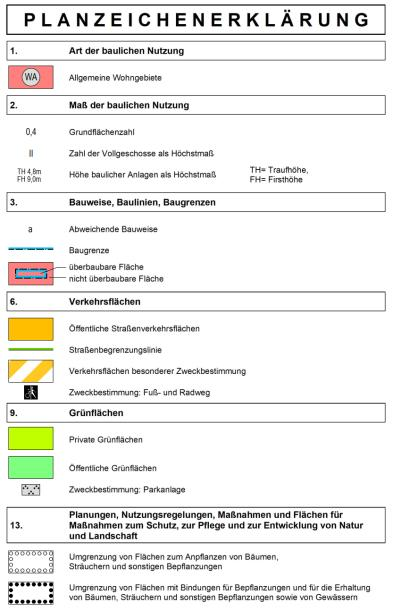 PLANZEICHENERKLÄRUNG
1. Art der baulichen Nutzung
WA Allgemeine Wohngebiete
2. Maß der baulichen Nutzung
0,4 Grundflächenzahl
II Zahl der Vollgeschosse als Höchstmaß
TH 4,8m
FH 9,0m
Höhe baulicher Anlagen als Höchstmaß
TH= Traufhöhe,
FH= Firsthöhe
3. Bauweise, Baulinien, Baugrenzen
a Abweichende Bauweise
Baugrenze
überbaubare Fläche
nicht überbaubare Fläche
6. Verkehrsflächen
Öffentliche Straßenverkehrsflächen
Straßenbegrenzungslinie
Verkehrsflächen besonderer Zweckbestimmung
Zweckbestimmung: Fuß- und Radweg
9. Grünflächen
Private Grünflächen
Öffentliche Grünflächen
Zweckbestimmung: Parkanlage
13.
Planungen, Nutzungsregelungen, Maßnahmen und Flächen für
Maßnahmen zum Schutz, zur Pflege und zur Entwicklung von Natur
und Landschaft
Umgrenzung von Flächen zum Anpflanzen von Bäumen,
Sträuchern und sonstigen Bepflanzungen
Umgrenzung von Flächen mit Bindungen für Bepflanzungen und für die Erhaltung
von Bäumen, Sträuchern und sonstigen Bepflanzungen sowie von Gewässern